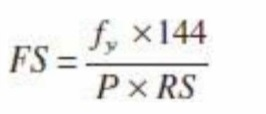 FS = f_y × 144
P × RS